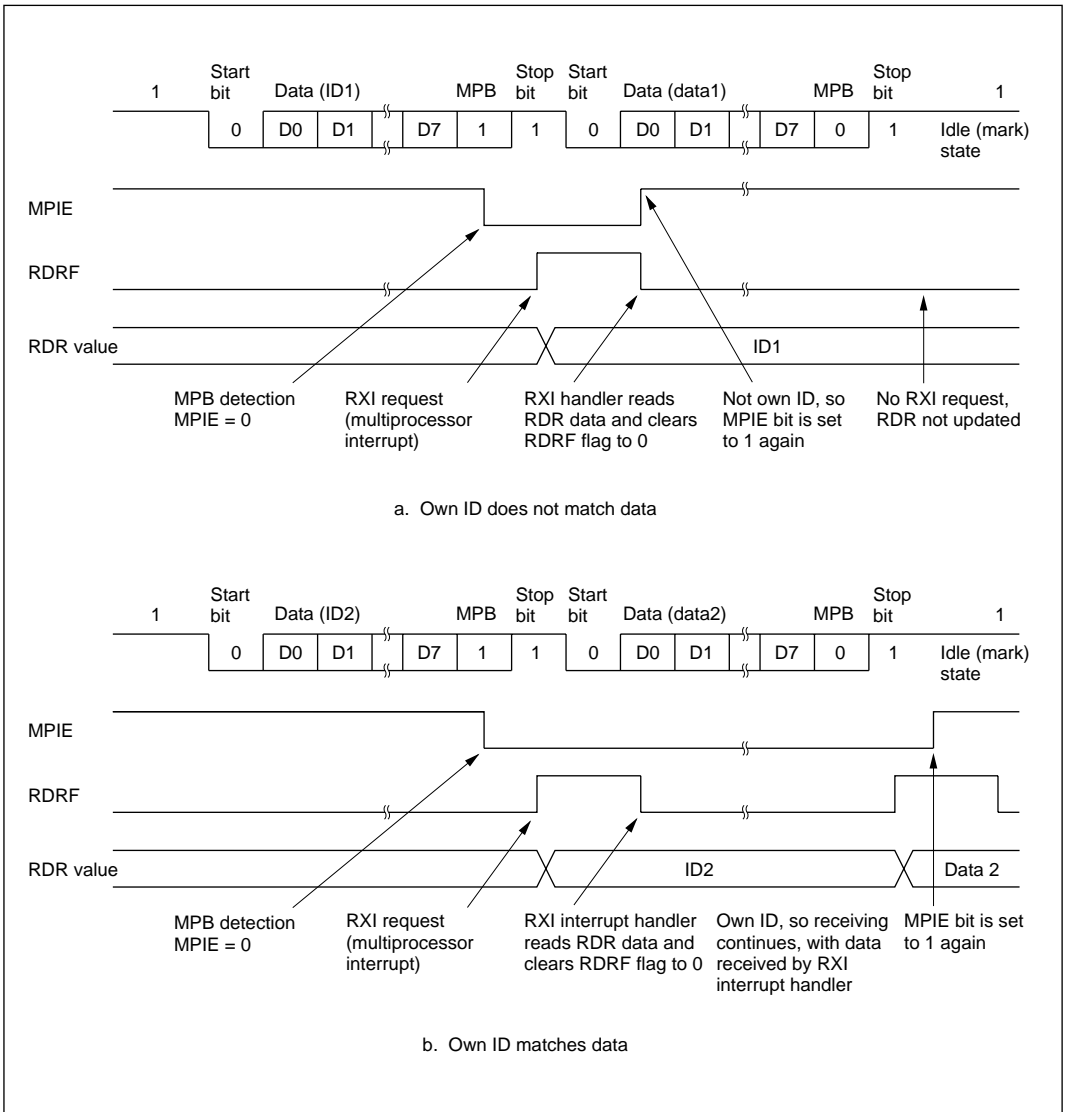 Start Stop Start Stop
1 bit Data (ID1) MPB bit bit Data (data1) MPB bit 1
0 D0 D1 D7 1 1 0 D0 D1 D7 0 1 Idle (mark)
state
MPIE
RDRF
RDR value ID1
MPB detection RXI request RXI handler reads Not own ID, so No RXI request,
MPIE = 0 (multiprocessor RDR data and clears MPIE bit is set RDR not updated
interrupt) RDRF flag to 0 to 1 again
a. Own ID does not match data
Start Stop Start Stop
1 bit Data (ID2) MPB bit bit Data (data2) MPB bit 1
0 D0 D1 D7 1 1 0 D0 D1 D7 0 1 Idle (mark)
state
MPIE
RDRF
RDR value ID2 Data 2
MPB detection RXI request RXI interrupt handler Own ID, so receiving MPIE bit is set
MPIE = 0 (multiprocessor reads RDR data and continues, with data to 1 again
interrupt) clears RDRF flag to 0 received by RXI
interrupt handler
b. Own ID matches data